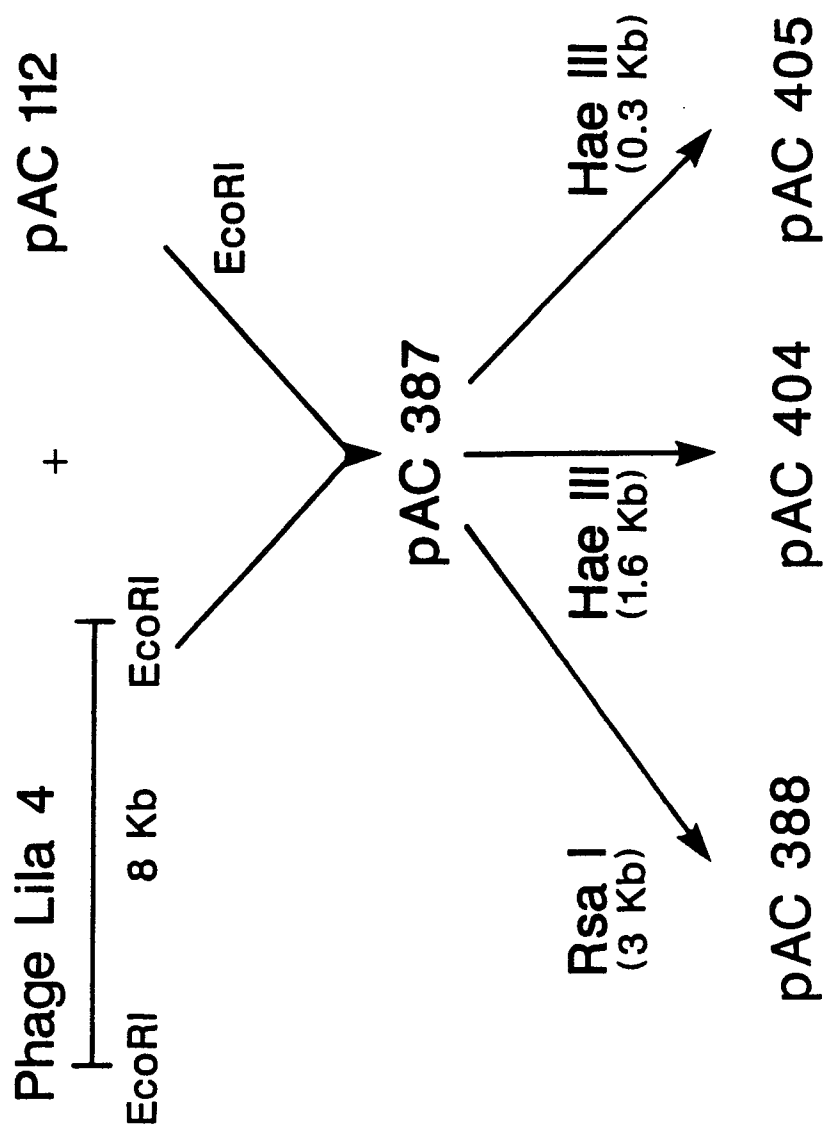 Phage Lila 4
+
pAC 112
8 Kb
EcoRI
EcoRI
EcoRI
pAC 387
Rsa I
(3 Kb)
Hae III
(1.6 Kb)
Hae III
(0.3 Kb)
pAC 388
pAC 404
pAC 405